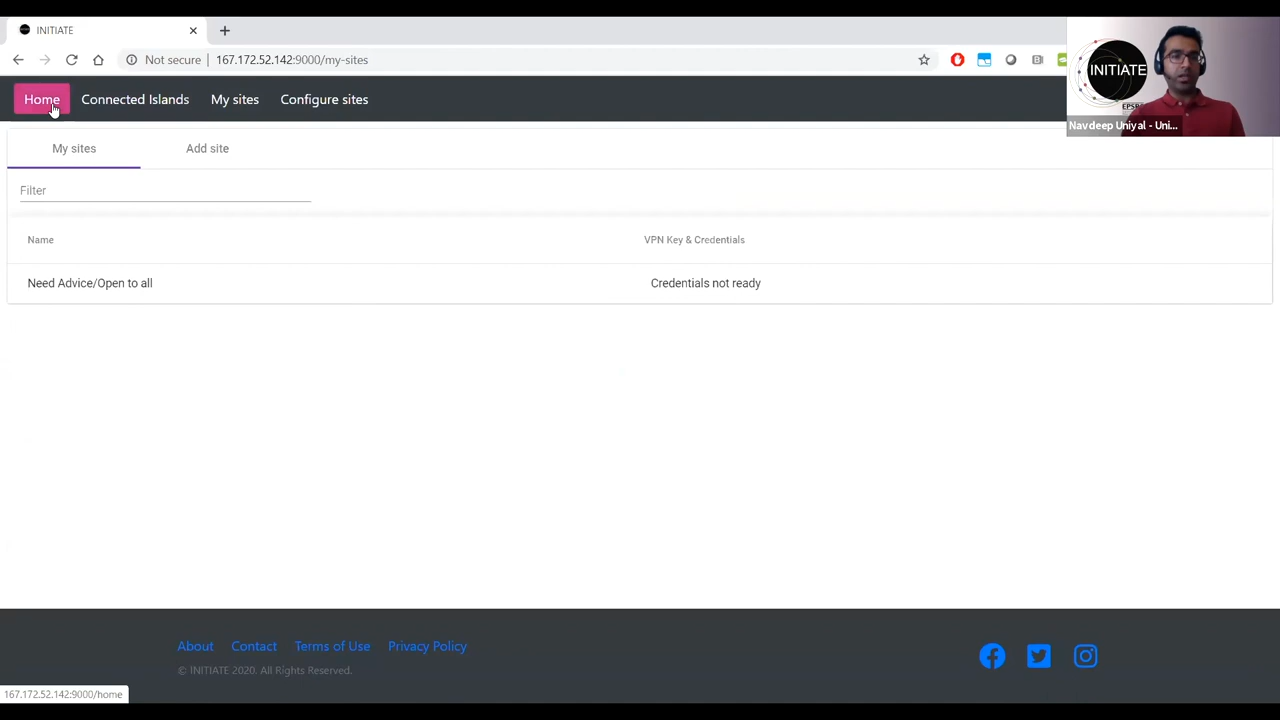 INITIATE
Not secure
167.172.52.142:9000/my-sites
INITIATE
Navdeep Uniyal - Uni...
Home
Connected Islands
My sites
Configure sites
My sites
Add site
Filter
Name
VPN Key & Credentials
Need Advice/Open to all
Credentials not ready
About
Contact
Terms of Use
Privacy Policy
© INITIATE 2020. All Rights Reserved.
167.172.52.142:9000/home